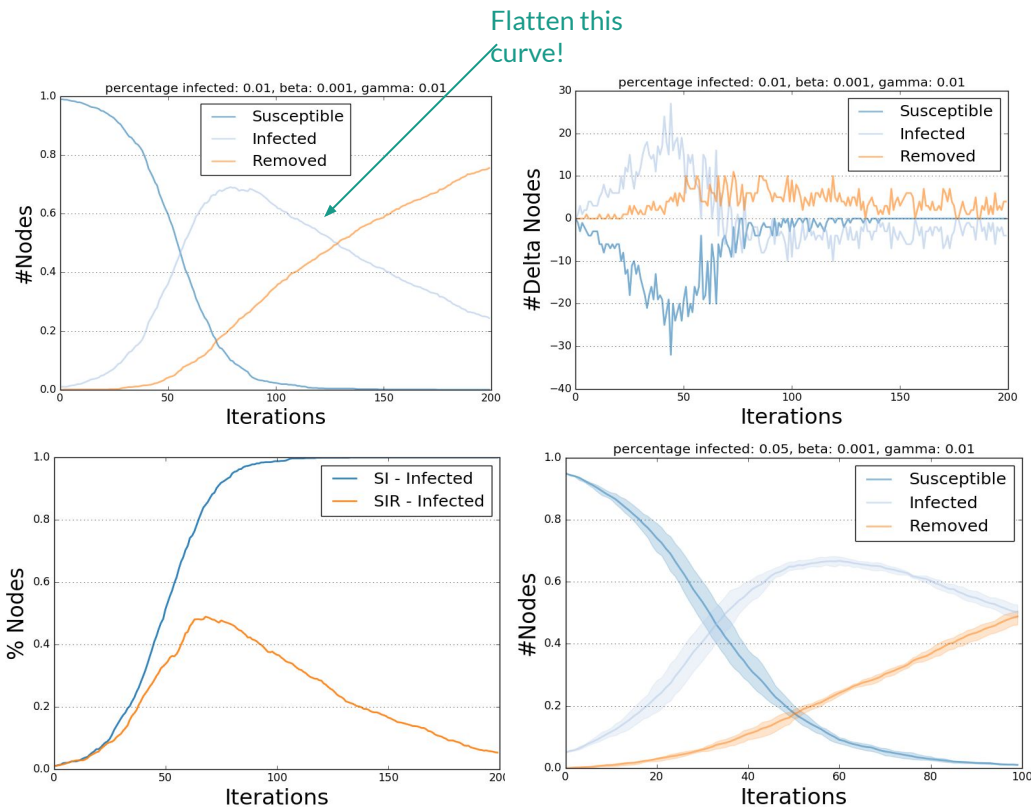 Flatten this
curve!
percentage infected: 0.01, beta: 0.001, gamma: 0.01
1.0
0.8
0.6
0.4
0.2
0.0
#Nodes
Susceptible
Infected
Removed
0
50
100
150
200
Iterations
percentage infected: 0.01, beta: 0.001, gamma: 0.01
30
20
10
0
−10
−20
−30
−40
#Delta Nodes
Susceptible
Infected
Removed
0
50
100
150
200
Iterations
1.0
0.8
0.6
0.4
0.2
0.0
% Nodes
SI - Infected
SIR - Infected
0
50
100
150
200
Iterations
percentage infected: 0.05, beta: 0.001, gamma: 0.01
1.0
0.8
0.6
0.4
0.2
0.0
#Nodes
Susceptible
Infected
Removed
0
20
40
60
80
100
Iterations